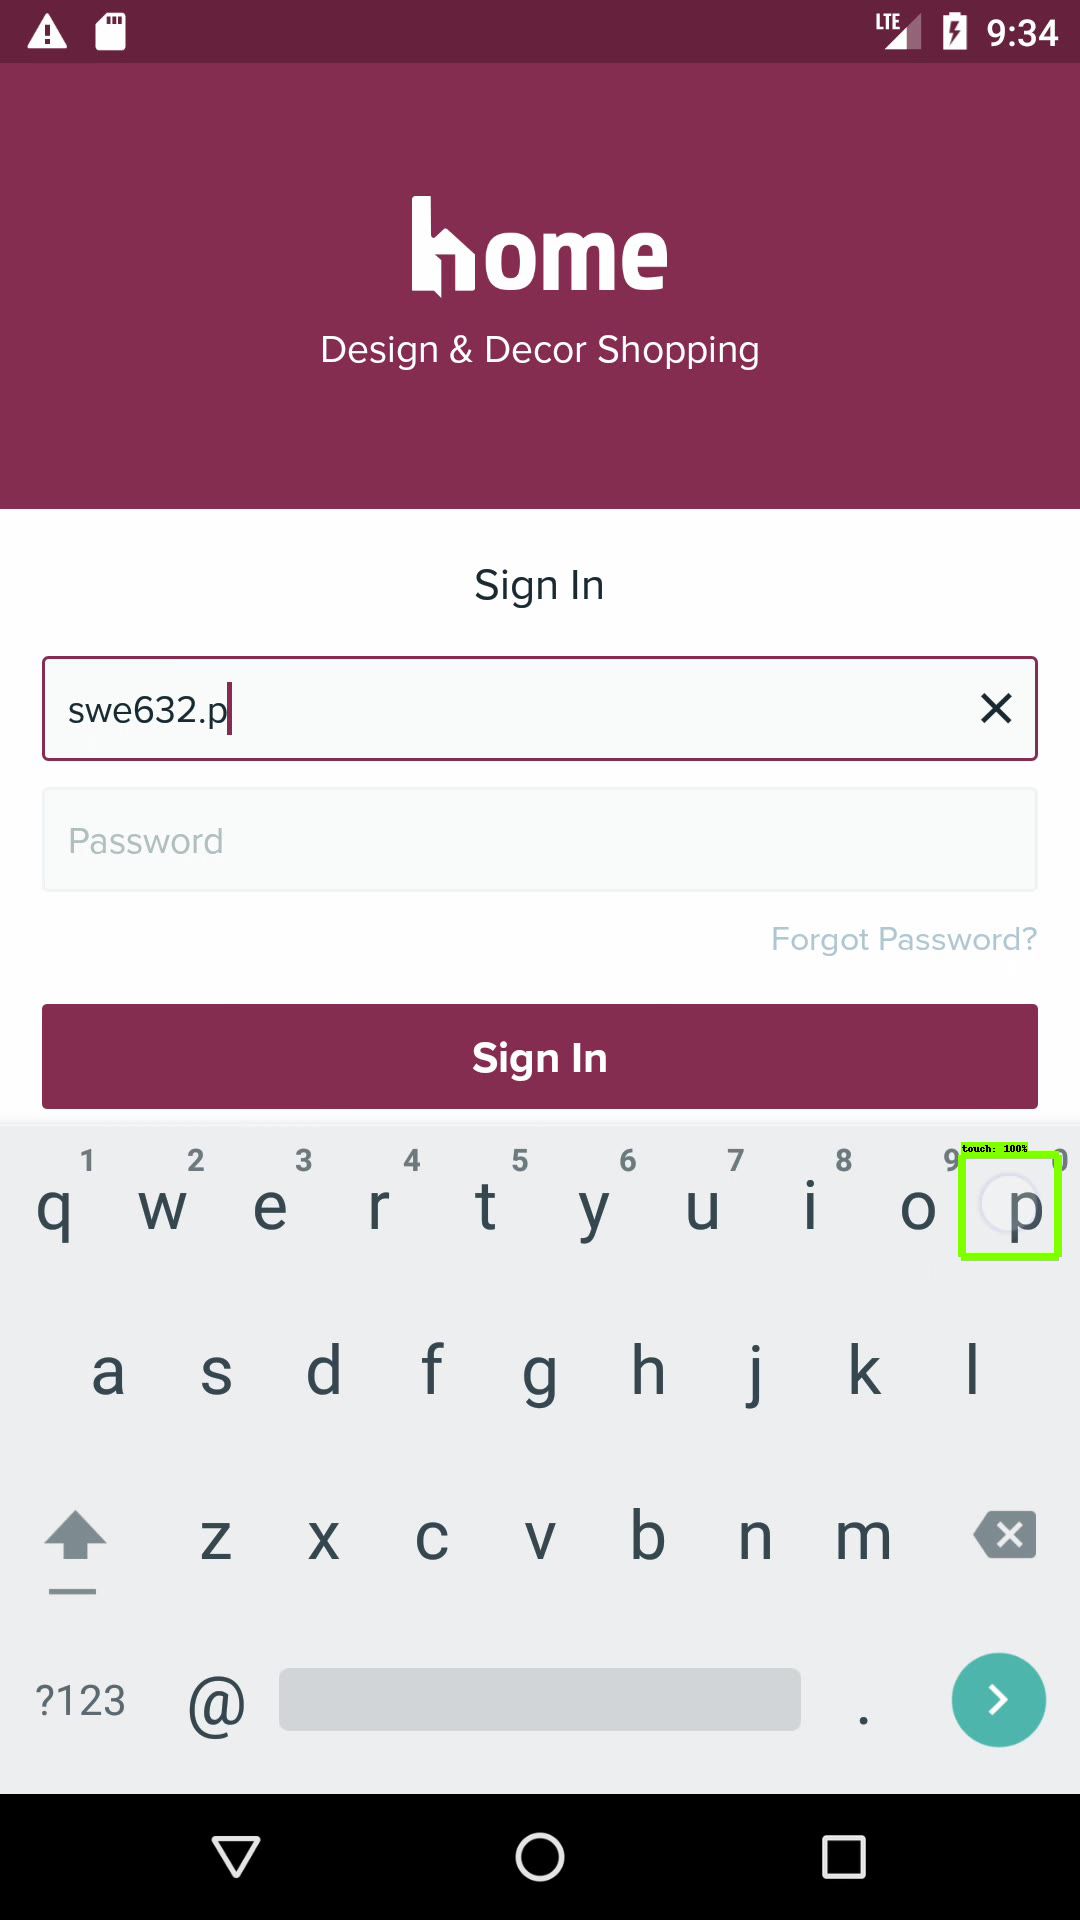 LTE 9:34
home
Design & Decor Shopping
Sign In
swe632.p
Password
Forgot Password?
Sign In
touch: 100%
1 2 3 4 5 6 7 8 9 0
q w e r t y u i o p
a s d f g h j k l
z x c v b n m
?123 @ .